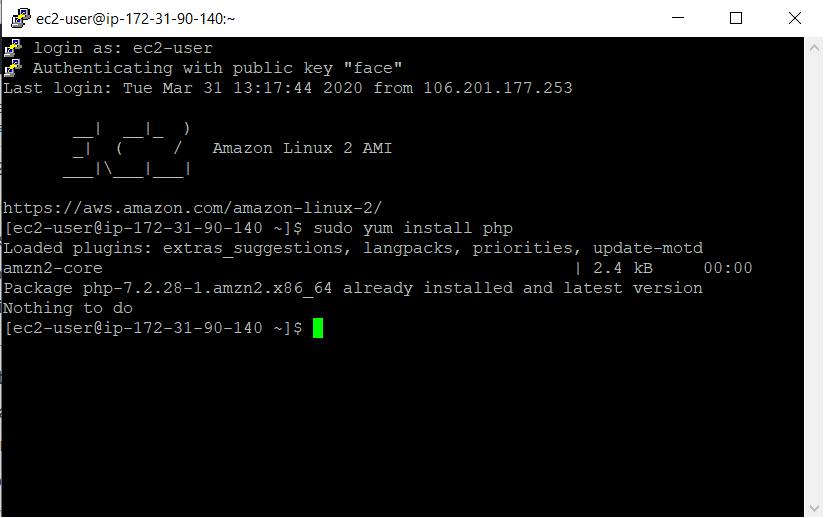 ec2-user@ip-172-31-90-140:~
login as: ec2-user
Authenticating with public key "face"
Last login: Tue Mar 31 13:17:44 2020 from 106.201.177.253
       __|  __|_  )
       _|  (     /   Amazon Linux 2 AMI
      ___|\___|___|
https://aws.amazon.com/amazon-linux-2/
[ec2-user@ip-172-31-90-140 ~]$ sudo yum install php
Loaded plugins: extras_suggestions, langpacks, priorities, update-motd
amzn2-core                                               | 2.4 kB     00:00
Package php-7.2.28-1.amzn2.x86_64 already installed and latest version
Nothing to do
[ec2-user@ip-172-31-90-140 ~]$